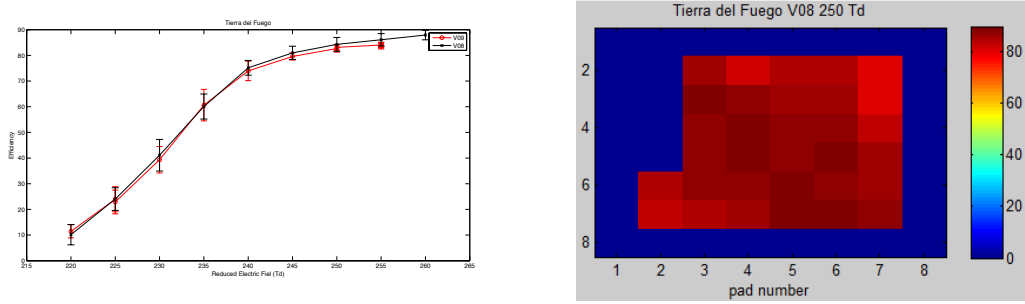 Tierra del Fuego
90
80
70
60
50
40
30
20
10
0
Efficiency
215 220 225 230 235 240 245 250 255 260 265
Reduced Electric Fiel (Td)
V09
V08
Tierra del Fuego V08 250 Td
2
4
6
8
1 2 3 4 5 6 7 8
pad number
80
60
40
20
0